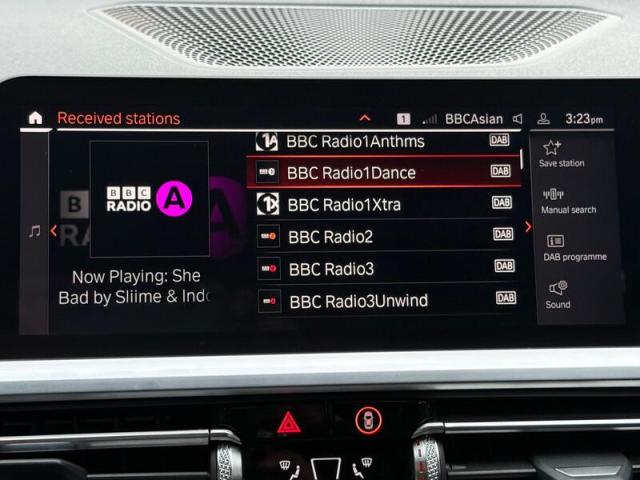 Received stations
1
BBCAsian
3:23pm
BBC
RADIO
A
Now Playing: She
Bad by Sliime & Ind
BBC Radio1Anthms DAB
BBC Radio1Dance DAB
BBC Radio1Xtra DAB
BBC Radio2 DAB
BBC Radio3 DAB
BBC Radio3Unwind DAB
Save station
Manual search
DAB programme
Sound